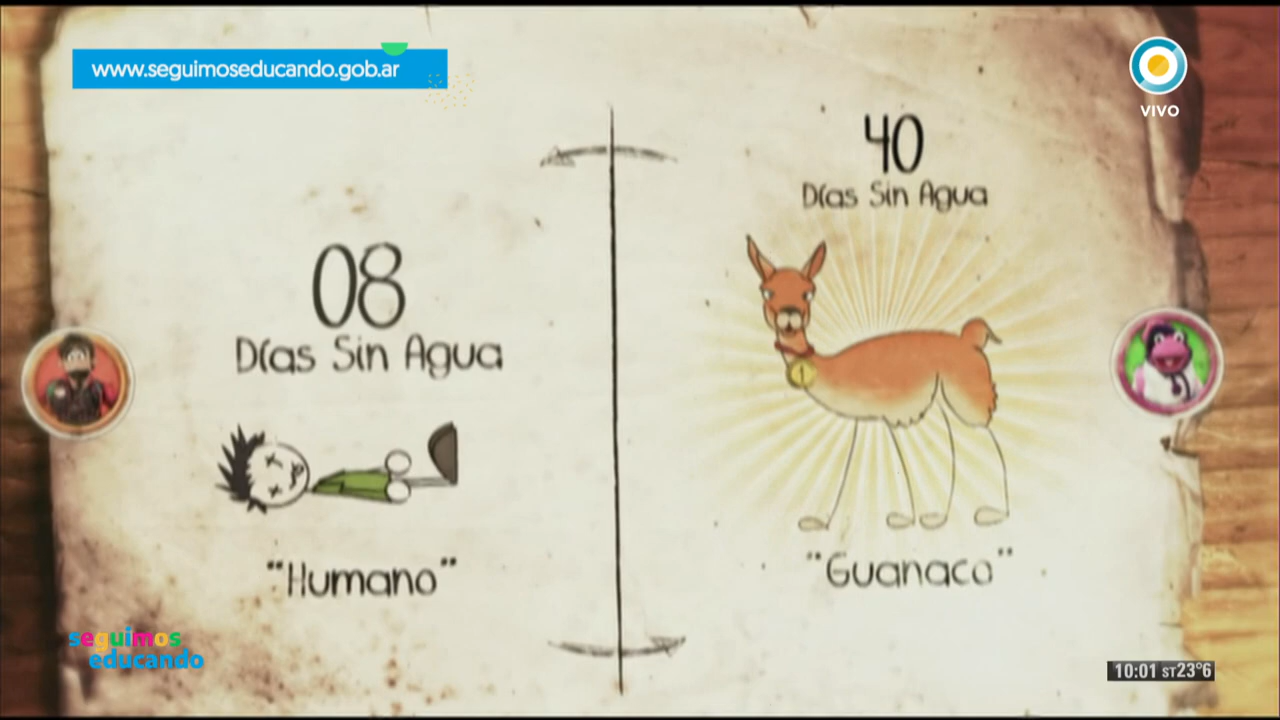 www.seguimoseducando.gob.ar
VIVO
08
Días Sin Agua
"Humano"
40
Días Sin Agua
"Guanaco"
seguimos
educando
10:01 ST23°6